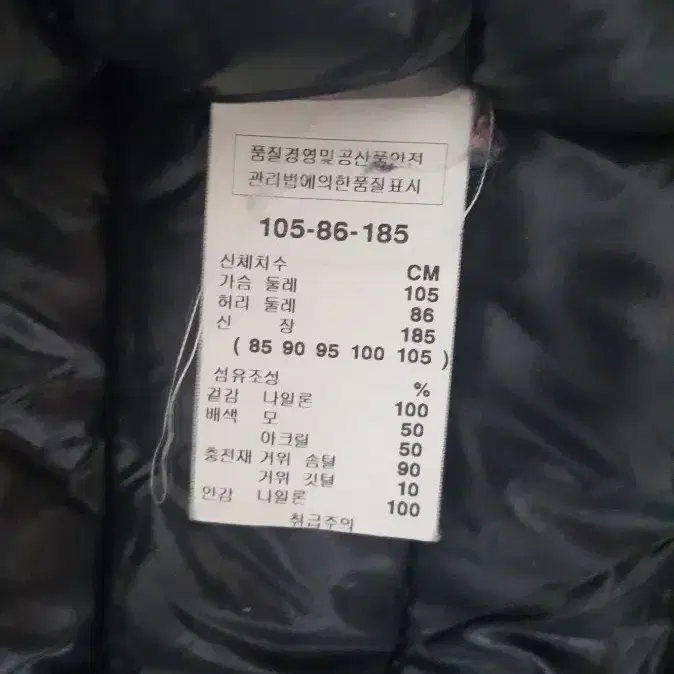 품질경영및공산품안전
관리법에의한품질표시
105-86-185
신체치수 CM
가슴 둘레 105
허리 둘레 86
신 장 185
( 85 90 95 100 105 )
섬유조성 %
겉감 나일론 100
배색 모 50
아크릴 50
충전재 거위 솜털 90
거위 깃털 10
인감 나일론 100
취급주의